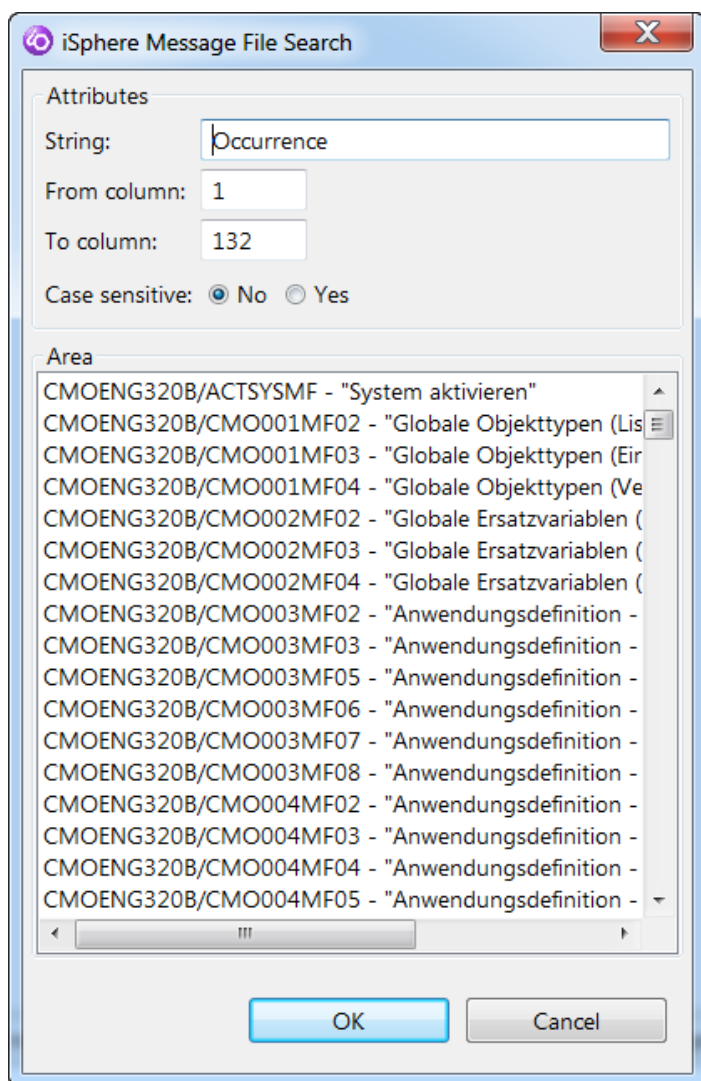 iSphere Message File Search
Attributes
String: Occurrence
From column: 1
To column: 132
Case sensitive: No Yes
Area
CMOENG320B/ACTSYSMF - "System aktivieren"
CMOENG320B/CMO001MF02 - "Globale Objekttypen (Lis
CMOENG320B/CMO001MF03 - "Globale Objekttypen (Eir
CMOENG320B/CMO001MF04 - "Globale Objekttypen (Ve
CMOENG320B/CMO002MF02 - "Globale Ersatzvariablen (
CMOENG320B/CMO002MF03 - "Globale Ersatzvariablen (
CMOENG320B/CMO002MF04 - "Globale Ersatzvariablen (
CMOENG320B/CMO003MF02 - "Anwendungsdefinition -
CMOENG320B/CMO003MF03 - "Anwendungsdefinition -
CMOENG320B/CMO003MF05 - "Anwendungsdefinition -
CMOENG320B/CMO003MF06 - "Anwendungsdefinition -
CMOENG320B/CMO003MF07 - "Anwendungsdefinition -
CMOENG320B/CMO003MF08 - "Anwendungsdefinition -
CMOENG320B/CMO004MF02 - "Anwendungsdefinition -
CMOENG320B/CMO004MF03 - "Anwendungsdefinition -
CMOENG320B/CMO004MF04 - "Anwendungsdefinition -
CMOENG320B/CMO004MF05 - "Anwendungsdefinition -
OK Cancel